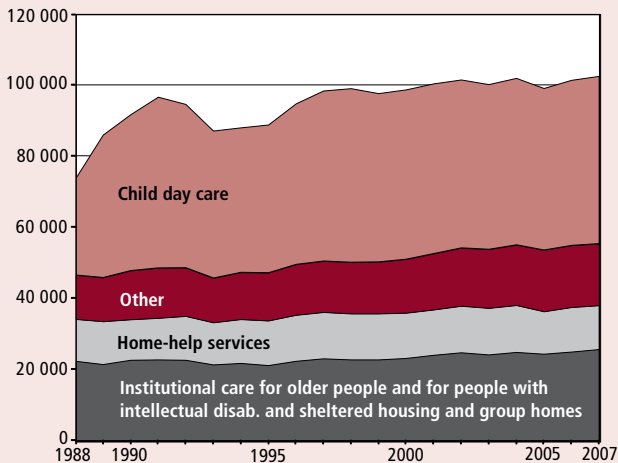 120 000
100 000
80 000
60 000
40 000
20 000
0
Child day care
Other
Home-help services
Institutional care for older people and for people with
intellectual disab. and sheltered housing and group homes
1988 1990 1995 2000 2005 2007